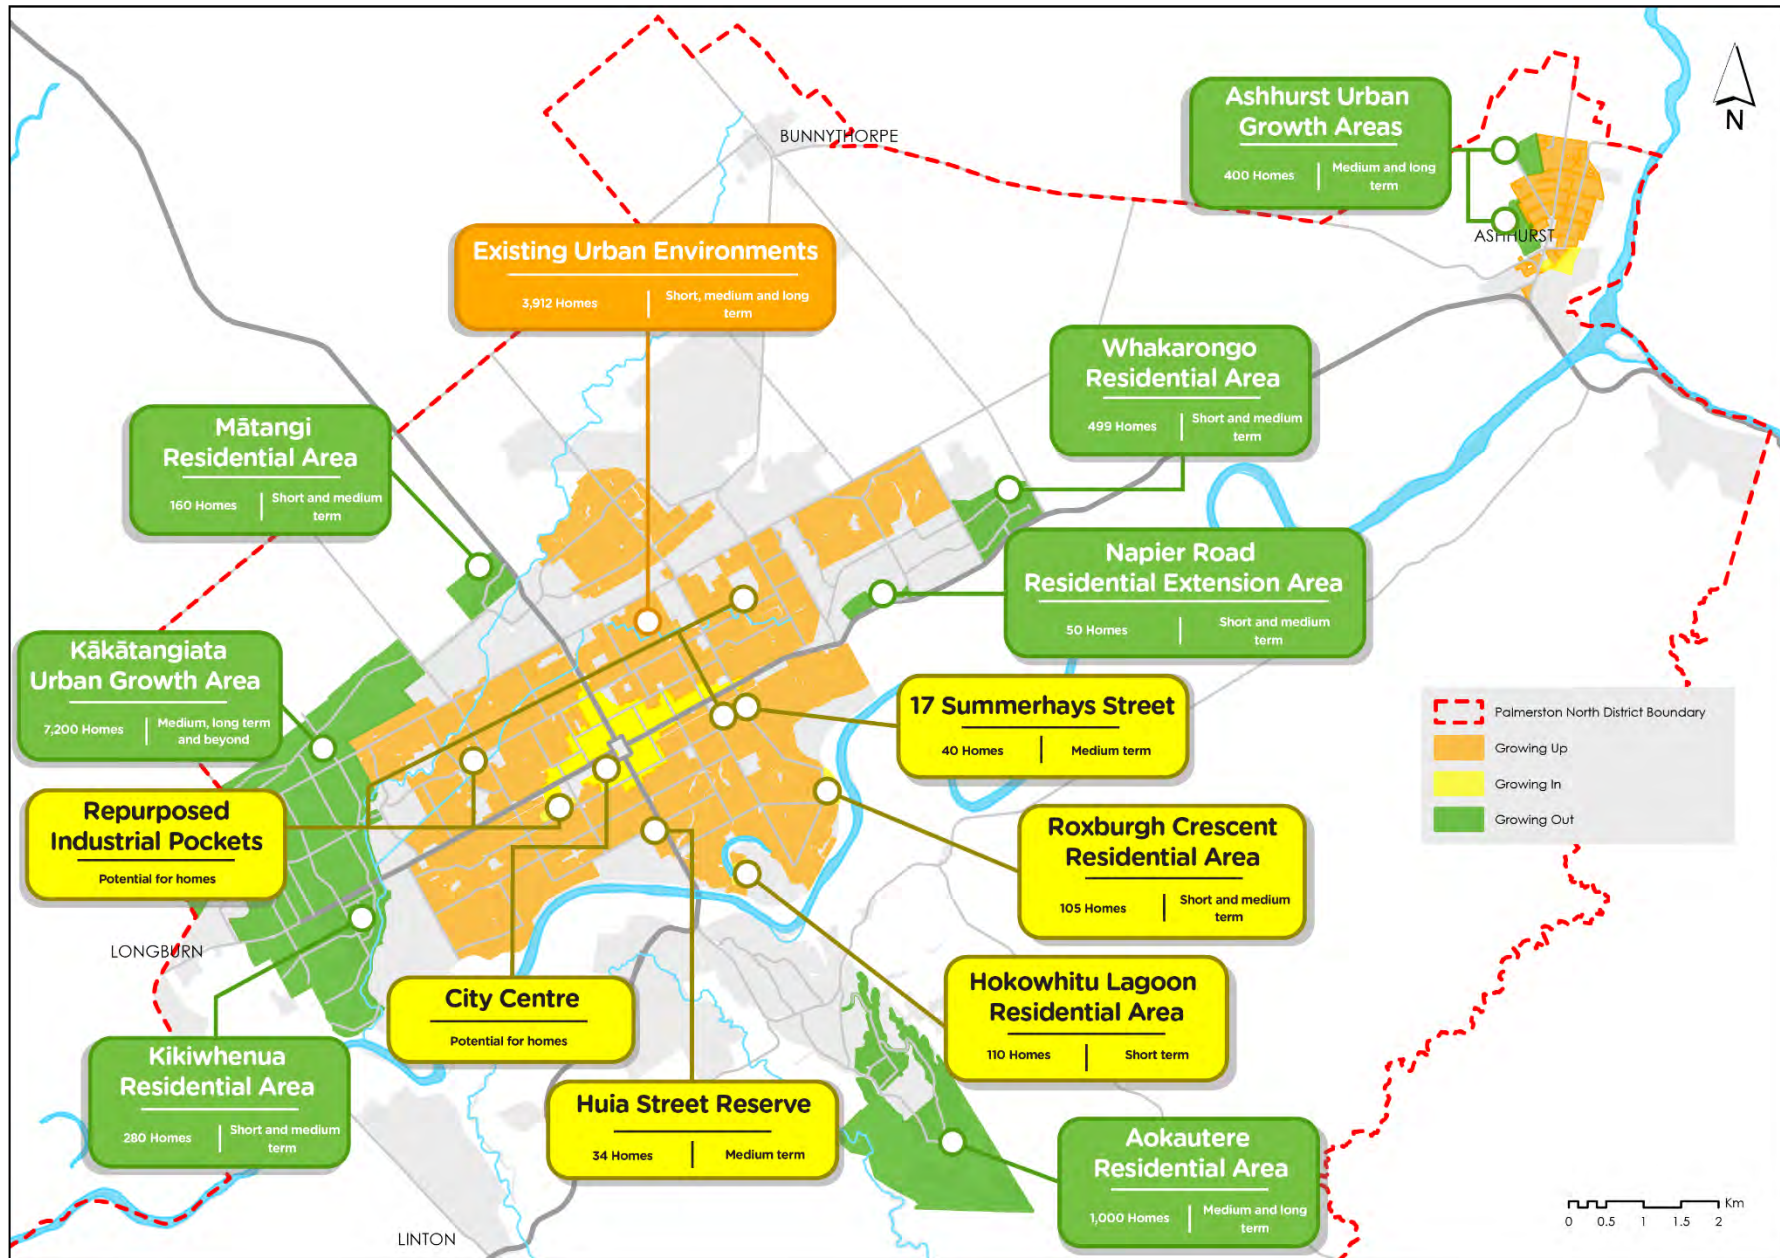 Ashhurst Urban
Growth Areas
400 Homes
Medium and long
term
N
BUNNYTHORPE
ASHHURST
Existing Urban Environments
3,912 Homes
Short, medium and long
term
Whakarongo
Residential Area
499 Homes
Short and medium
term
Mātangi
Residential Area
160 Homes
Short and medium
term
Napier Road
Residential Extension Area
50 Homes
Short and medium
term
Kākātangiata
Urban Growth Area
7,200 Homes
Medium, long term
and beyond
17 Summerhays Street
40 Homes
Medium term
Palmerston North District Boundary
Growing Up
Growing In
Growing Out
Repurposed
Industrial Pockets
Potential for homes
Roxburgh Crescent
Residential Area
105 Homes
Short and medium
term
LONGBURN
City Centre
Potential for homes
Hokowhitu Lagoon
Residential Area
110 Homes
Short term
Kikiwhenua
Residential Area
280 Homes
Short and medium
term
Huia Street Reserve
34 Homes
Medium term
Aokautere
Residential Area
1,000 Homes
Medium and long
term
LINTON
Km
0 0.5 1 1.5 2